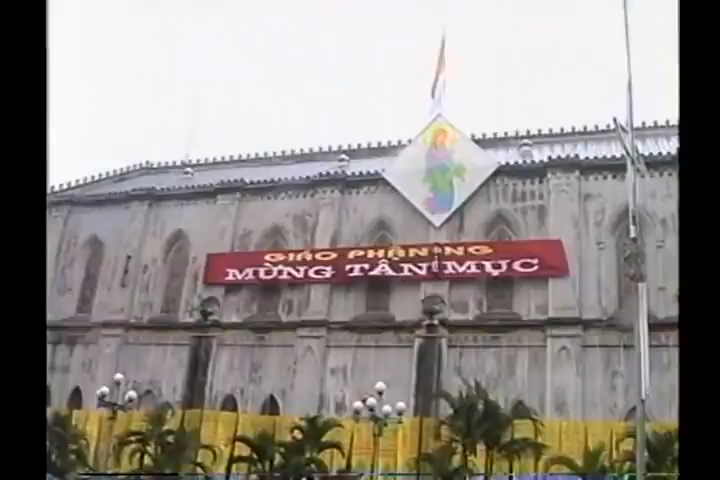 GIÁO PHẬN
MỪNG TÂN MỤC